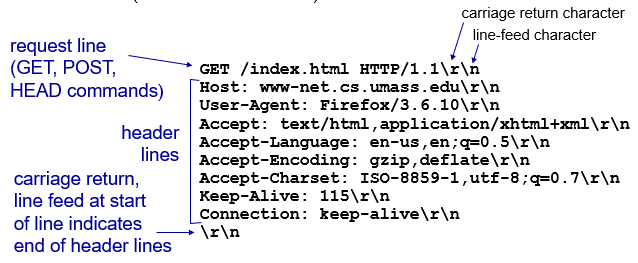 carriage return character
line-feed character
request line
(GET, POST,
HEAD commands)
GET /index.html HTTP/1.1\r\n
Host: www-net.cs.umass.edu\r\n
User-Agent: Firefox/3.6.10\r\n
Accept: text/html,application/xhtml+xml\r\n
Accept-Language: en-us,en;q=0.5\r\n
Accept-Encoding: gzip,deflate\r\n
Accept-Charset: ISO-8859-1,utf-8;q=0.7\r\n
Keep-Alive: 115\r\n
Connection: keep-alive\r\n
\r\n
header
lines
carriage return,
line feed at start
of line indicates
end of header lines